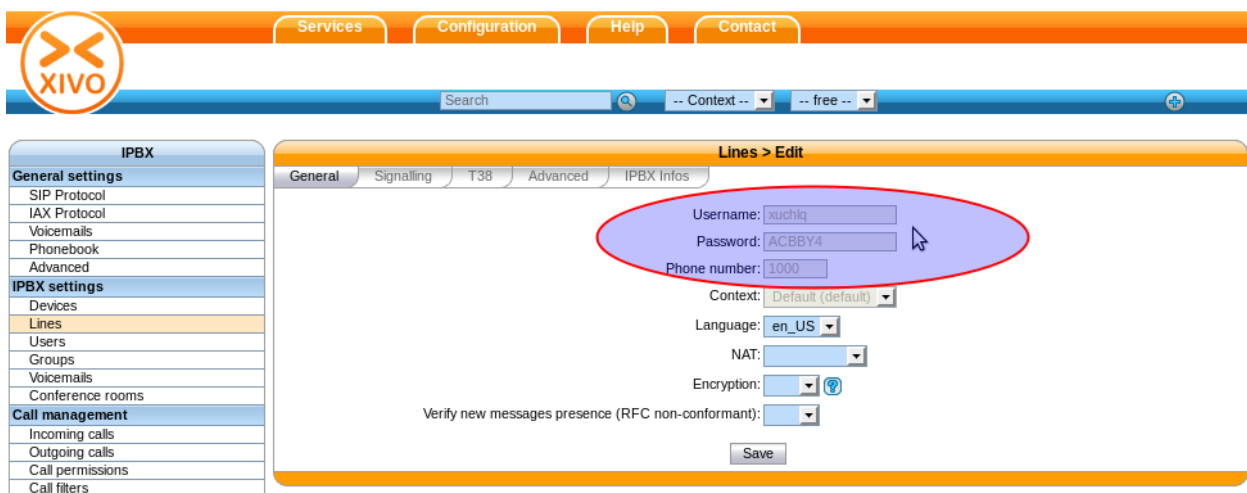 Services Configuration Help Contact
XIVO
Search -- Context -- -- free --
IPBX
General settings
SIP Protocol
IAX Protocol
Voicemails
Phonebook
Advanced
IPBX settings
Devices
Lines
Users
Groups
Voicemails
Conference rooms
Call management
Incoming calls
Outgoing calls
Call permissions
Call filters
Lines > Edit
General Signalling T38 Advanced IPBX Infos
Username: xuchlq
Password: ACBBY4
Phone number: 1000
Context: Default (default)
Language: en_US
NAT:
Encryption: ?
Verify new messages presence (RFC non-conformant):
Save